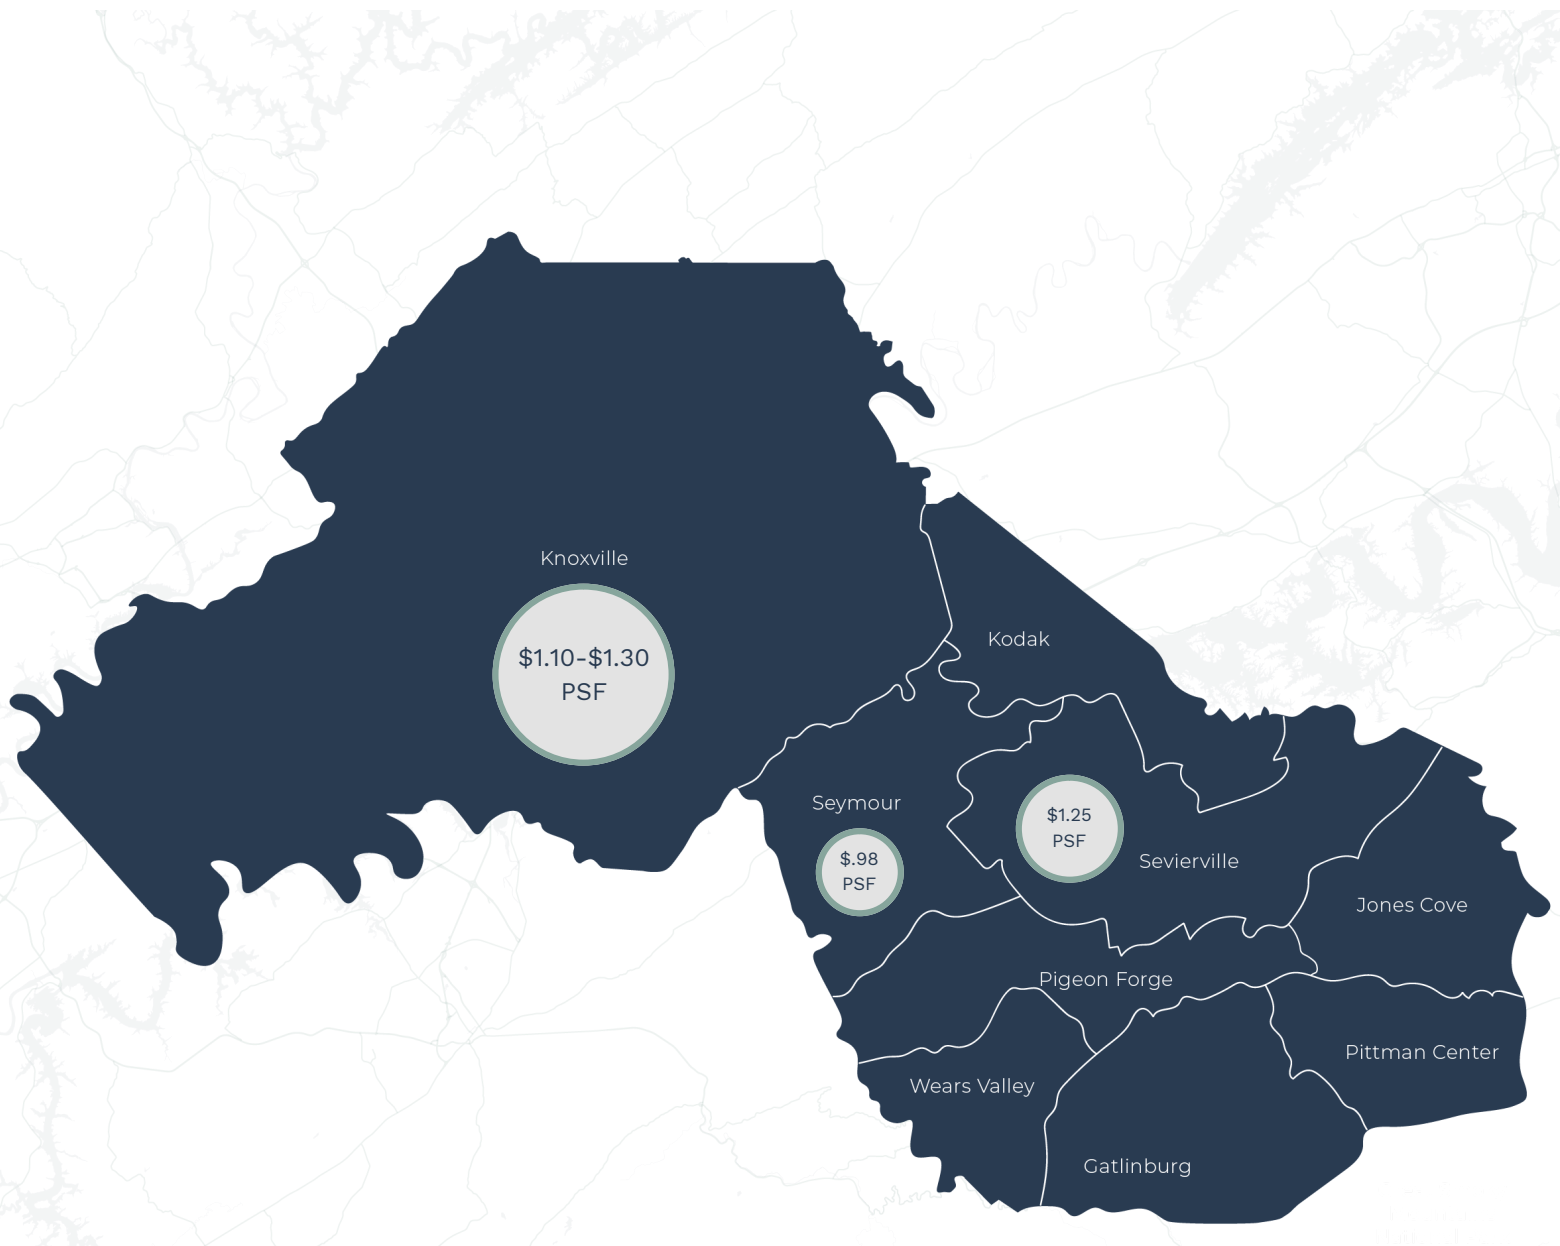 Knoxville
$1.10-$1.30
PSF
Kodak
Seymour
$.98
PSF
$1.25
PSF
Sevierville
Jones Cove
Pigeon Forge
Pittman Center
Wears Valley
Gatlinburg